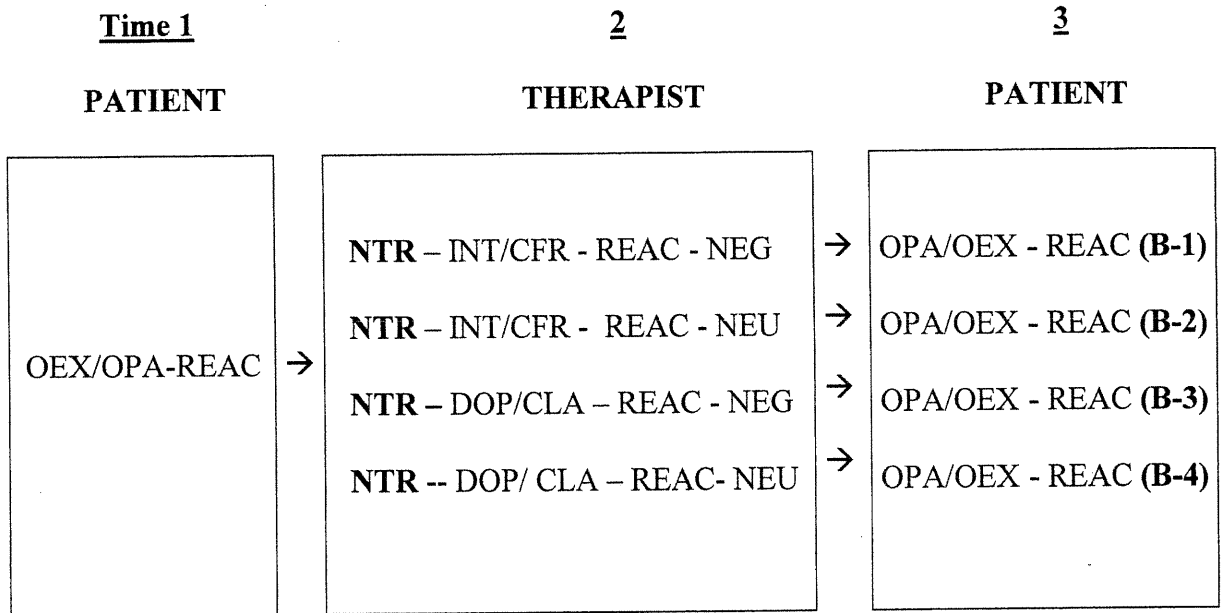 Time 1 2 3
PATIENT THERAPIST PATIENT
NTR – INT/CFR - REAC - NEG → OPA/OEX - REAC (B-1)
NTR – INT/CFR - REAC - NEU → OPA/OEX - REAC (B-2)
OEX/OPA-REAC →
NTR – DOP/CLA – REAC - NEG → OPA/OEX - REAC (B-3)
NTR -- DOP/ CLA – REAC- NEU → OPA/OEX - REAC (B-4)